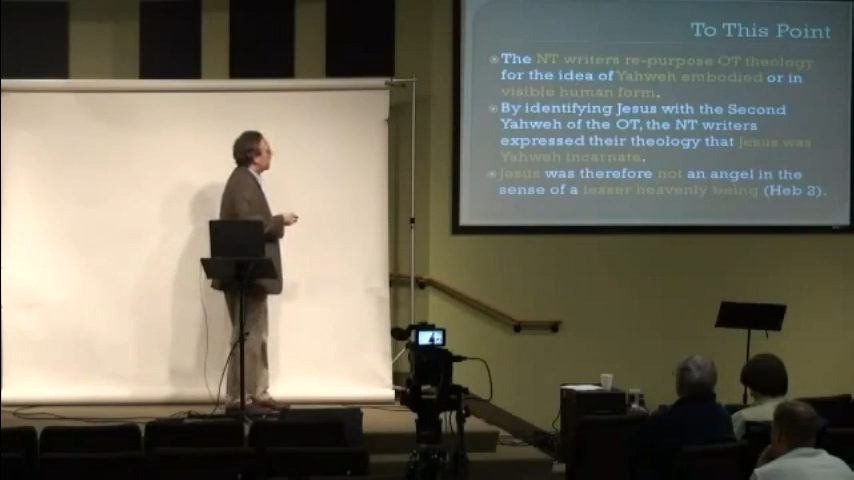 To This Point
The NT writers re-purpose OT theology
for the idea of Yahweh embodied or in
visible human form.
By identifying Jesus with the Second
Yahweh of the OT, the NT writers
expressed their theology that Jesus was
Yahweh incarnate.
Jesus was therefore not an angel in the
sense of a lesser heavenly being (Heb 2).